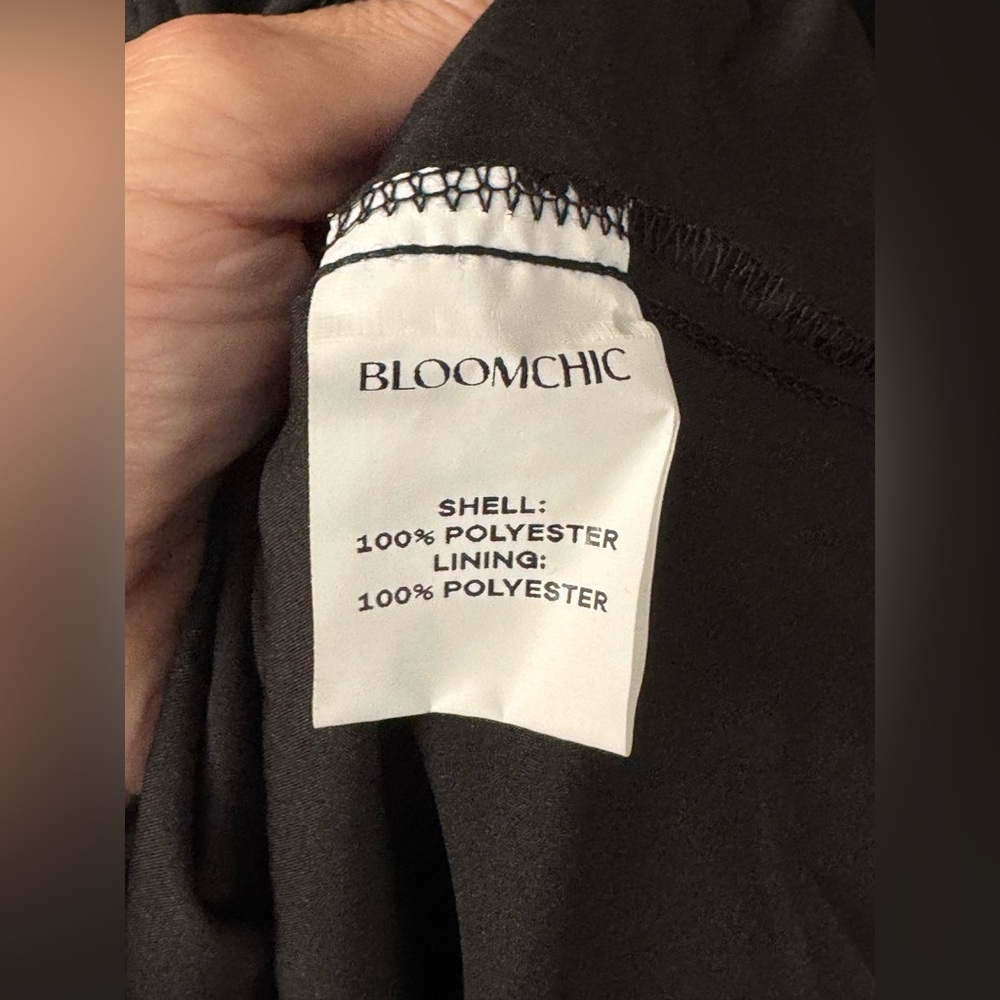 BLOOMCHIC
SHELL:
100% POLYESTER
LINING:
100% POLYESTER